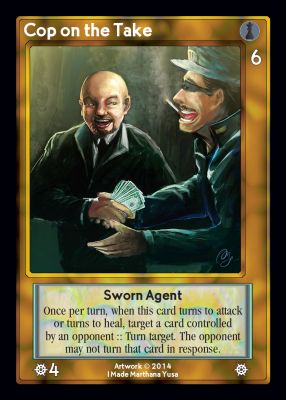 Cop on the Take
6
Sworn Agent
Once per turn, when this card turns to attack
or turns to heal, target a card controlled
by an opponent :: Turn target. The opponent
may not turn that card in response.
4
Artwork © 2014
I Made Marthana Yusa